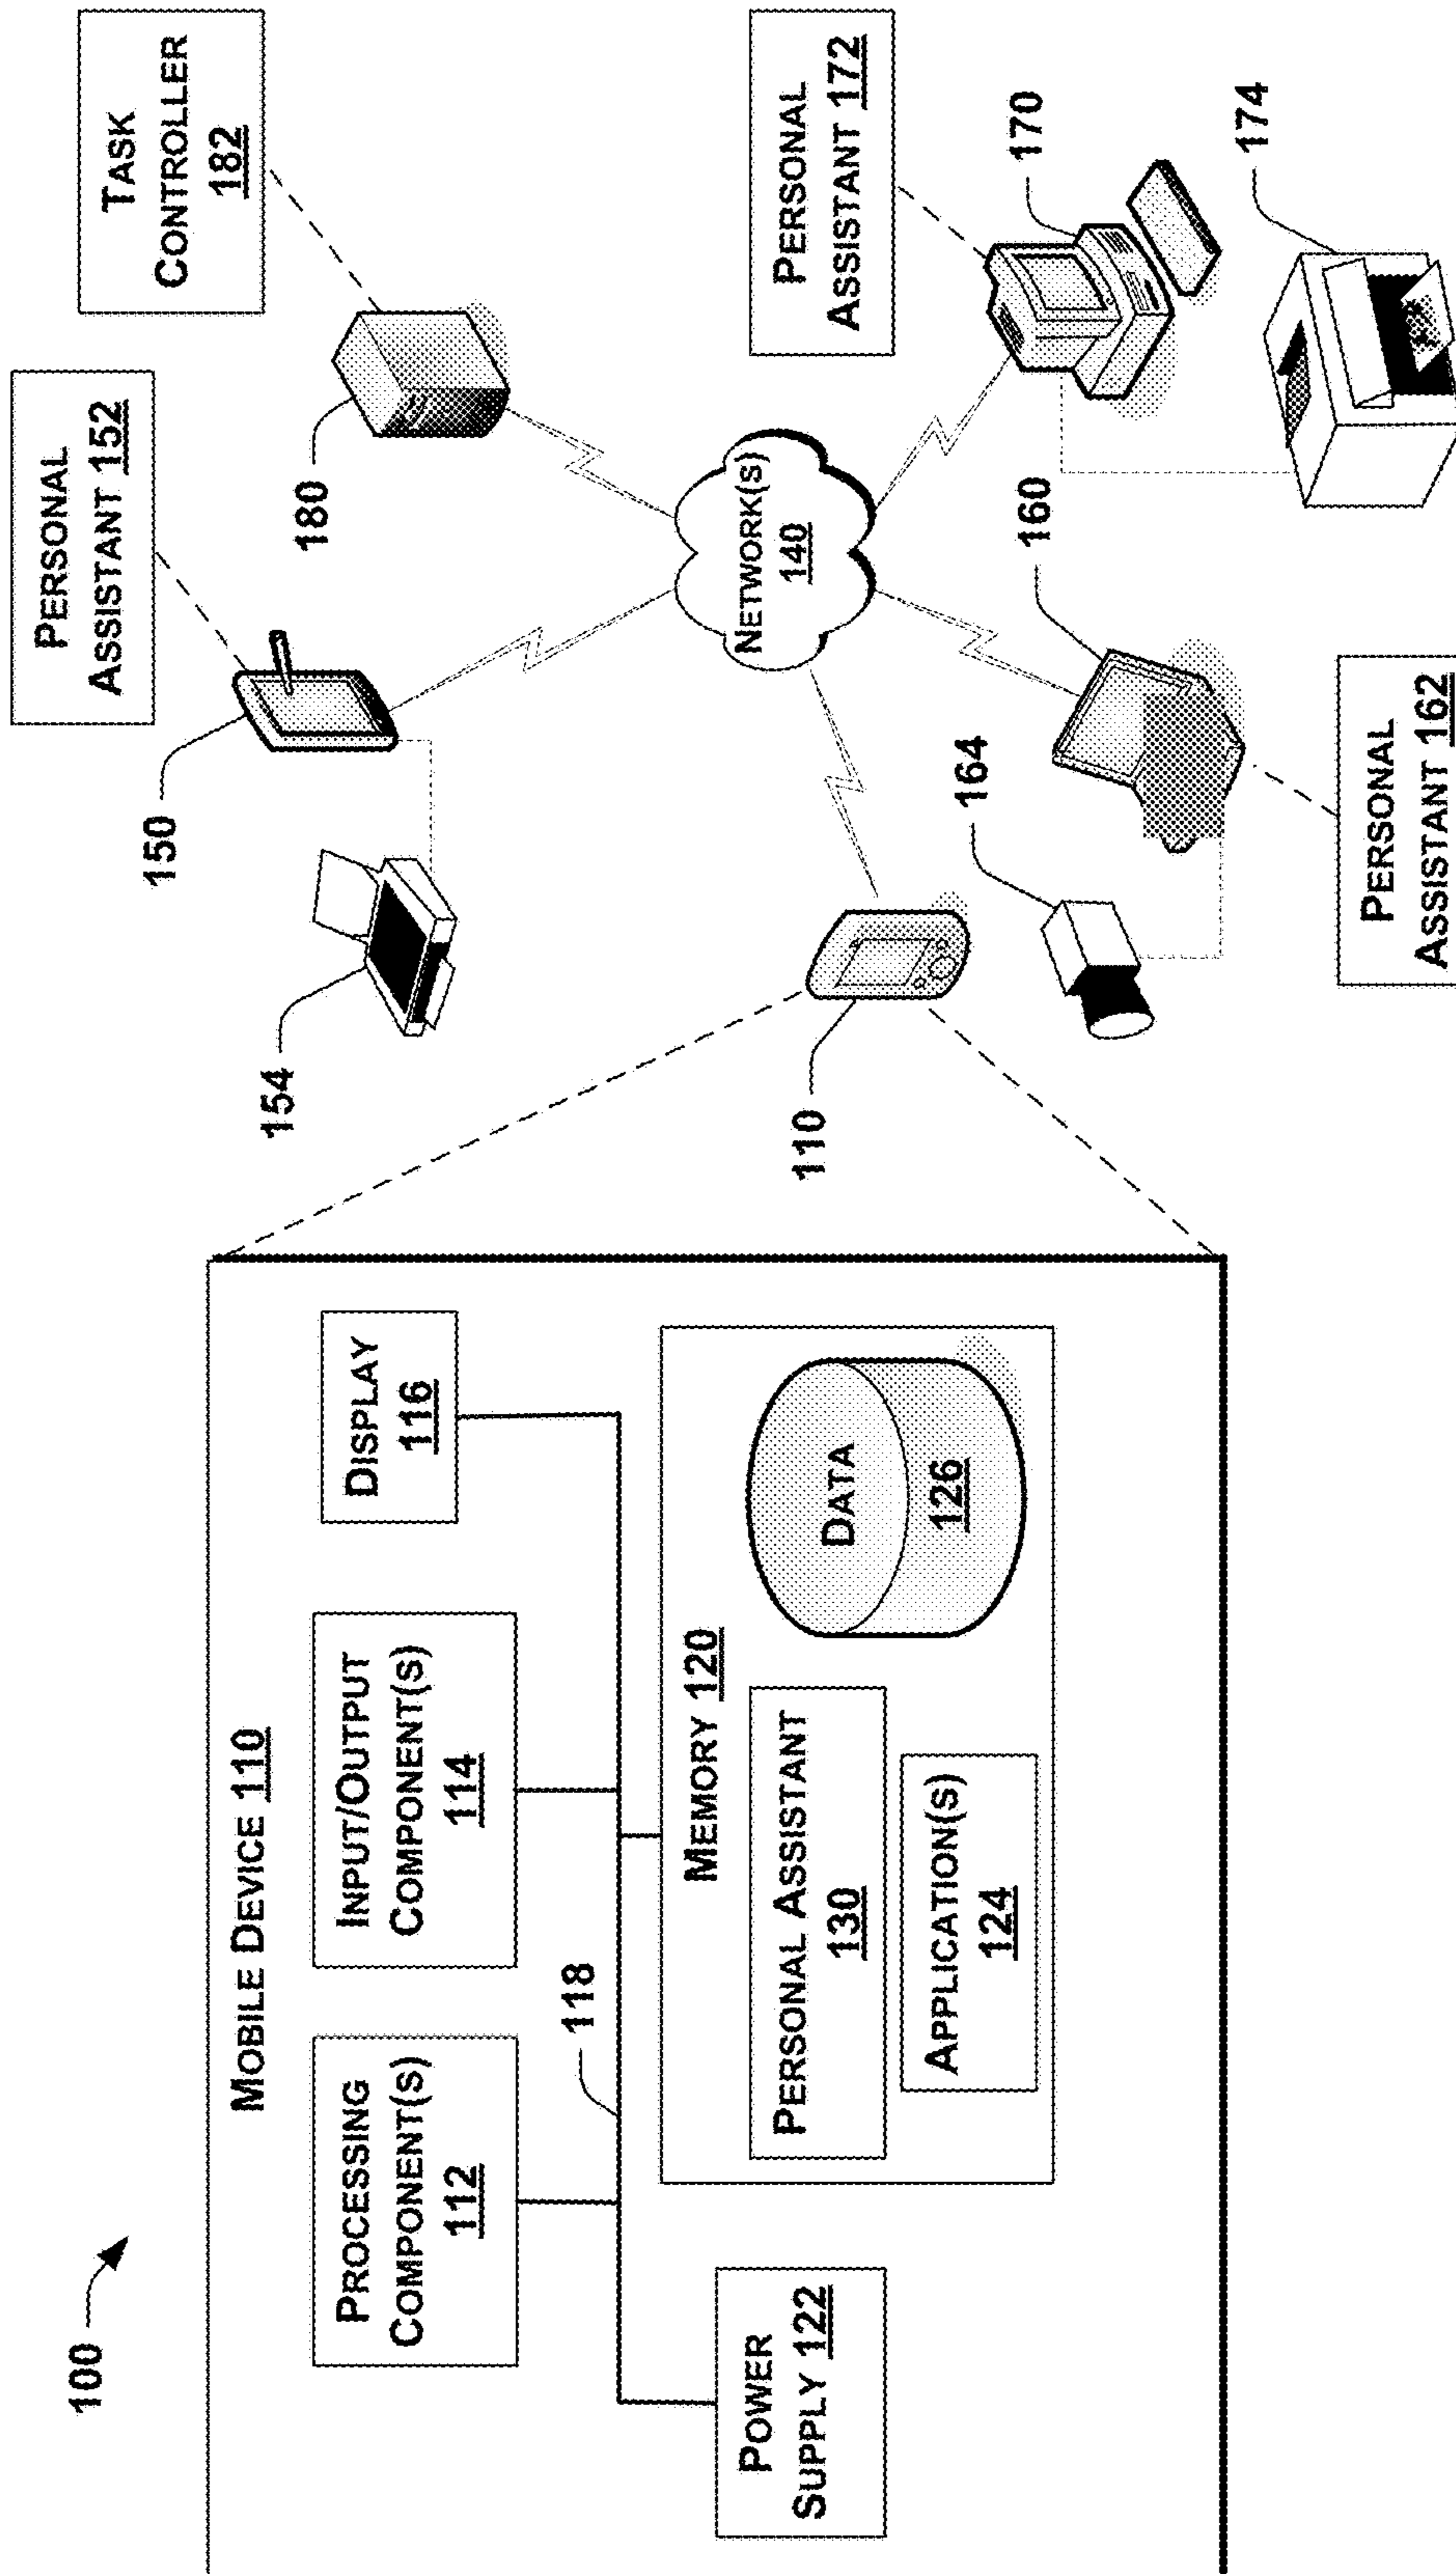 100
MOBILE DEVICE 110
PROCESSING
COMPONENT(S)
112
INPUT/OUTPUT
COMPONENT(S)
114
DISPLAY
116
118
POWER
SUPPLY 122
MEMORY 120
PERSONAL ASSISTANT
130
APPLICATION(S)
124
DATA
126
PERSONAL
ASSISTANT 152
TASK
CONTROLLER
182
150
180
154
NETWORK(S)
140
110
164
160
PERSONAL
ASSISTANT 162
PERSONAL
ASSISTANT 172
170
174